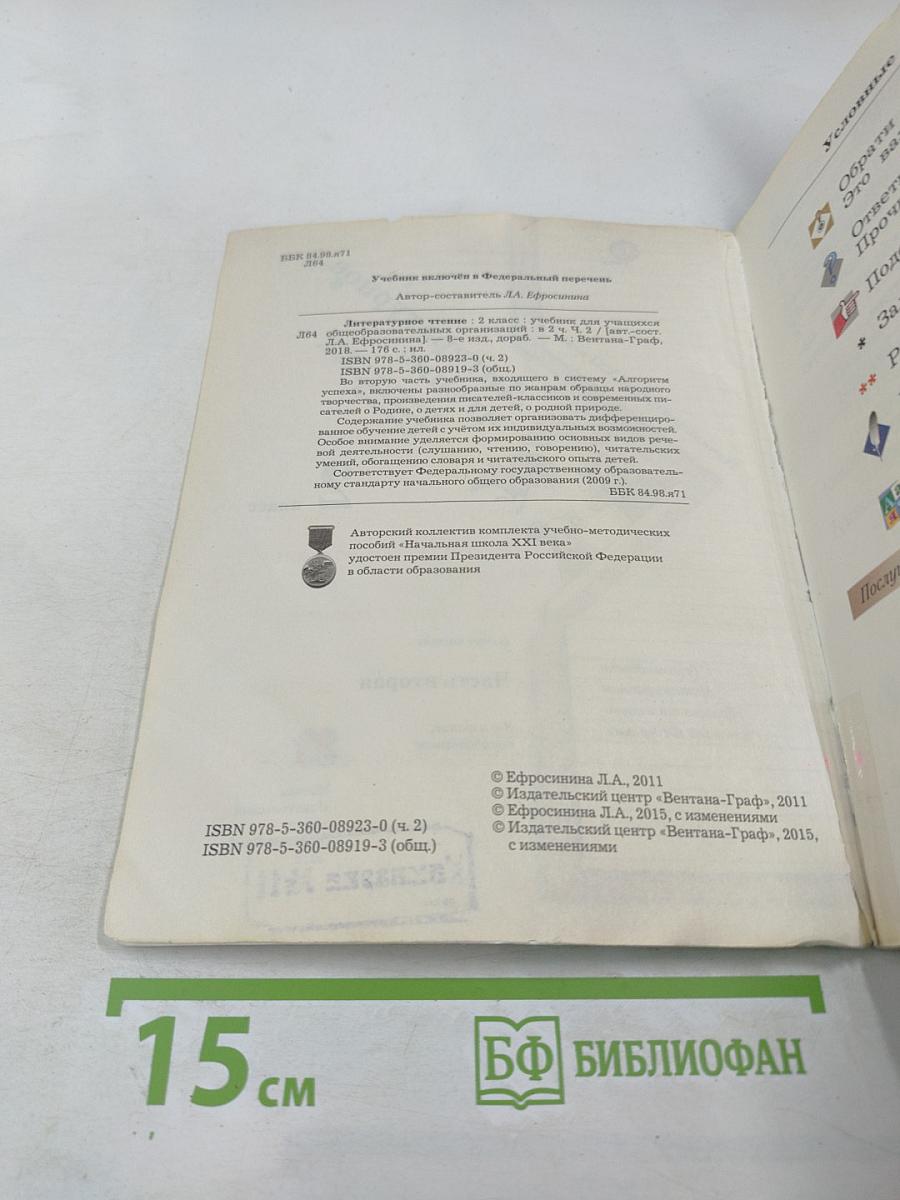 ББК 84.98.я71
Л64
Учебник включён в Федеральный перечень
Автор-составитель Л.А. Ефросинина
Литературное чтение : 2 класс : учебник для учащихся
Л64 общеобразовательных организаций : в 2 ч. Ч. 2 / [авт.-сост.
Л.А. Ефросинина]. — 8-е изд., дораб. — М. : Вентана-Граф,
2018. — 176 с. : ил.
ISBN 978-5-360-08923-0 (ч. 2)
ISBN 978-5-360-08919-3 (общ.)
Во вторую часть учебника, входящего в систему «Алгоритм
успеха», включены разнообразные по жанрам образцы народного
творчества, произведения писателей-классиков и современных пи-
сателей о Родине, о детях и для детей, о родной природе.
Содержание учебника позволяет организовать дифференциро-
ванное обучение детей с учётом их индивидуальных возможностей.
Особое внимание уделяется формированию основных видов рече-
вой деятельности (слушанию, чтению, говорению), читательских
умений, обогащению словаря и читательского опыта детей.
Соответствует Федеральному государственному образователь-
ному стандарту начального общего образования (2009 г.).
ББК 84.98.я71
Авторский коллектив комплекта учебно-методических
пособий «Начальная школа XXI века»
удостоен премии Президента Российской Федерации
в области образования
© Ефросинина Л.А., 2011
© Издательский центр «Вентана-Граф», 2011
© Ефросинина Л.А., 2015, с изменениями
© Издательский центр «Вентана-Граф», 2015,
с изменениями
ISBN 978-5-360-08923-0 (ч. 2)
ISBN 978-5-360-08919-3 (общ.)
Условные
Обрати
Это
Прочи
* 
**
Послу
15 см
БФ БИБЛИОФАН